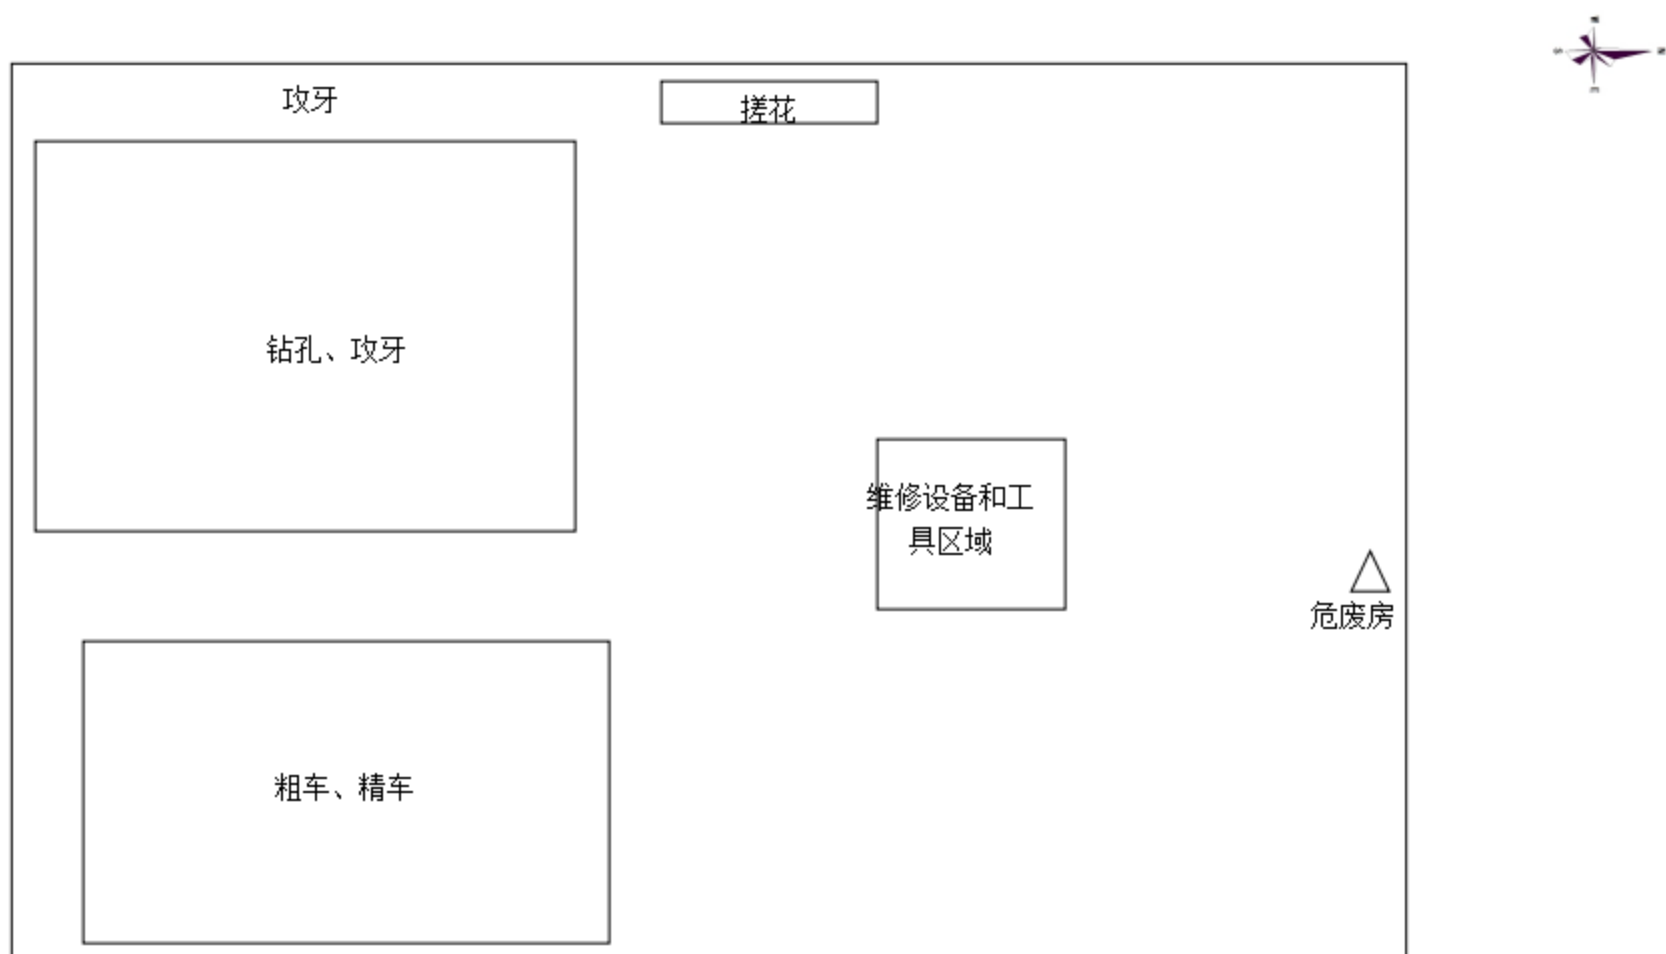 攻牙
搓花
钻孔、攻牙
维修设备和工
具区域
危废房
粗车、精车